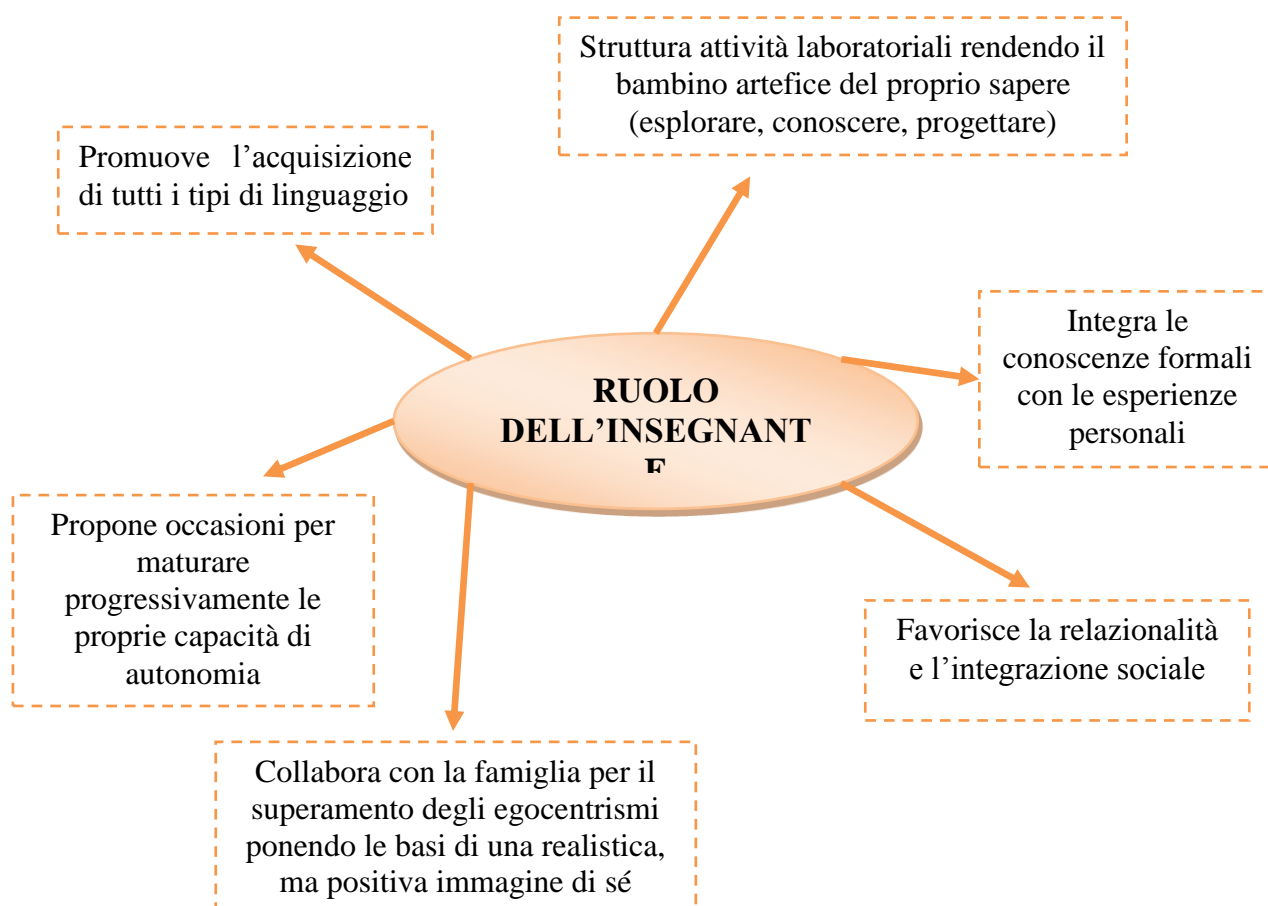 Struttura attività laboratoriali rendendo il
bambino artefice del proprio sapere
(esplorare, conoscere, progettare)
Promuove l’acquisizione
di tutti i tipi di linguaggio
Integra le
conoscenze formali
con le esperienze
personali
RUOLO
DELL’INSEGNANT
E
Propone occasioni per
maturare
progressivamente le
proprie capacità di
autonomia
Favorisce la relazionalità
e l’integrazione sociale
Collabora con la famiglia per il
superamento degli egocentrismi
ponendo le basi di una realistica,
ma positiva immagine di sé